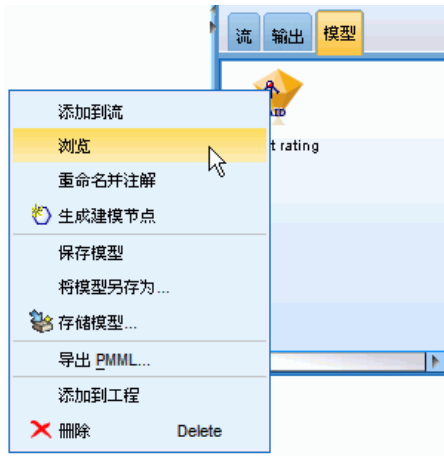 流 输出 模型
t rating
添加到流
浏览
重命名并注解
生成建模节点
保存模型
将模型另存为...
存储模型...
导出 PMML...
添加到工程
删除 Delete